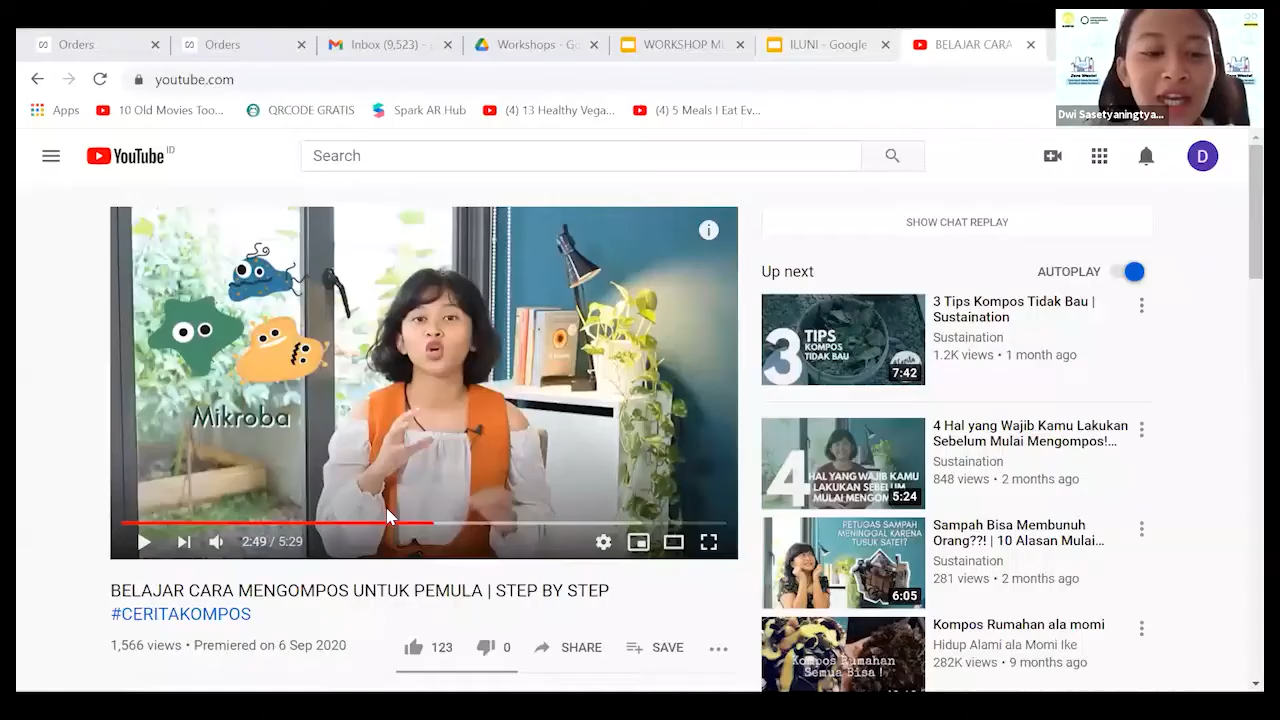 Orders
Orders
Inbox (9,523) -
Workshop - Go
WORKSHOP MI
ILUNI - Google
BELAJAR CARA
youtube.com
Apps
10 Old Movies Too...
QRCODE GRATIS
Spark AR Hub
(4) 13 Healthy Vega...
(4) 5 Meals I Eat Ev...
Zero Waste!
Dwi Sasetyaningtya...
YouTube ID
Search
D
SHOW CHAT REPLAY
Up next
AUTOPLAY
Mikroba
2:49 / 5:29
3 TIPS
KOMPOS
TIDAK BAU
7:42
3 Tips Kompos Tidak Bau |
Sustaination
Sustaination
1.2K views • 1 month ago
4 HAL YANG WAJIB KAMU
LAKUKAN SEBELUM
MULAI MENGOM
5:24
4 Hal yang Wajib Kamu Lakukan
Sebelum Mulai Mengompos!...
Sustaination
848 views • 2 months ago
PETUGAS SAMPAH
MENINGGAL KARENA
TUSUK SATE!?
6:05
Sampah Bisa Membunuh
Orang??! | 10 Alasan Mulai...
Sustaination
281 views • 2 months ago
Kompos Rumahan
Semua Bisa !
Kompos Rumahan ala momi
Hidup Alami ala Momi Ike
282K views • 9 months ago
BELAJAR CARA MENGOMPOS UNTUK PEMULA | STEP BY STEP
#CERITAKOMPOS
1,566 views • Premiered on 6 Sep 2020
123
0
SHARE
SAVE